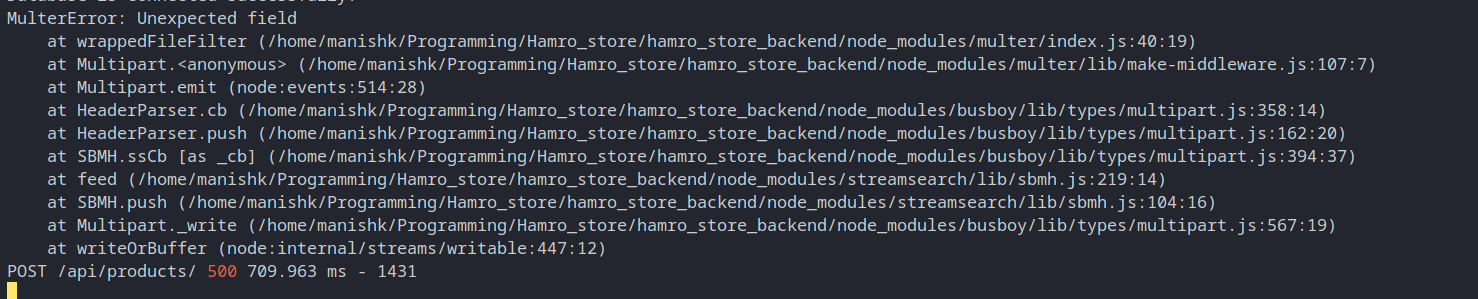 MulterError: Unexpected field
    at wrappedFileFilter (/home/manishk/Programming/Hamro_store/hamro_store_backend/node_modules/multer/index.js:40:19)
    at Multipart.<anonymous> (/home/manishk/Programming/Hamro_store/hamro_store_backend/node_modules/multer/lib/make-middleware.js:107:7)
    at Multipart.emit (node:events:514:28)
    at HeaderParser.cb (/home/manishk/Programming/Hamro_store/hamro_store_backend/node_modules/busboy/lib/types/multipart.js:358:14)
    at HeaderParser.push (/home/manishk/Programming/Hamro_store/hamro_store_backend/node_modules/busboy/lib/types/multipart.js:162:20)
    at SBMH.ssCb [as _cb] (/home/manishk/Programming/Hamro_store/hamro_store_backend/node_modules/busboy/lib/types/multipart.js:394:37)
    at feed (/home/manishk/Programming/Hamro_store/hamro_store_backend/node_modules/streamsearch/lib/sbmh.js:219:14)
    at SBMH.push (/home/manishk/Programming/Hamro_store/hamro_store_backend/node_modules/streamsearch/lib/sbmh.js:104:16)
    at Multipart._write (/home/manishk/Programming/Hamro_store/hamro_store_backend/node_modules/busboy/lib/types/multipart.js:567:19)
    at writeOrBuffer (node:internal/streams/writable:447:12)
POST /api/products/ 500 709.963 ms - 1431